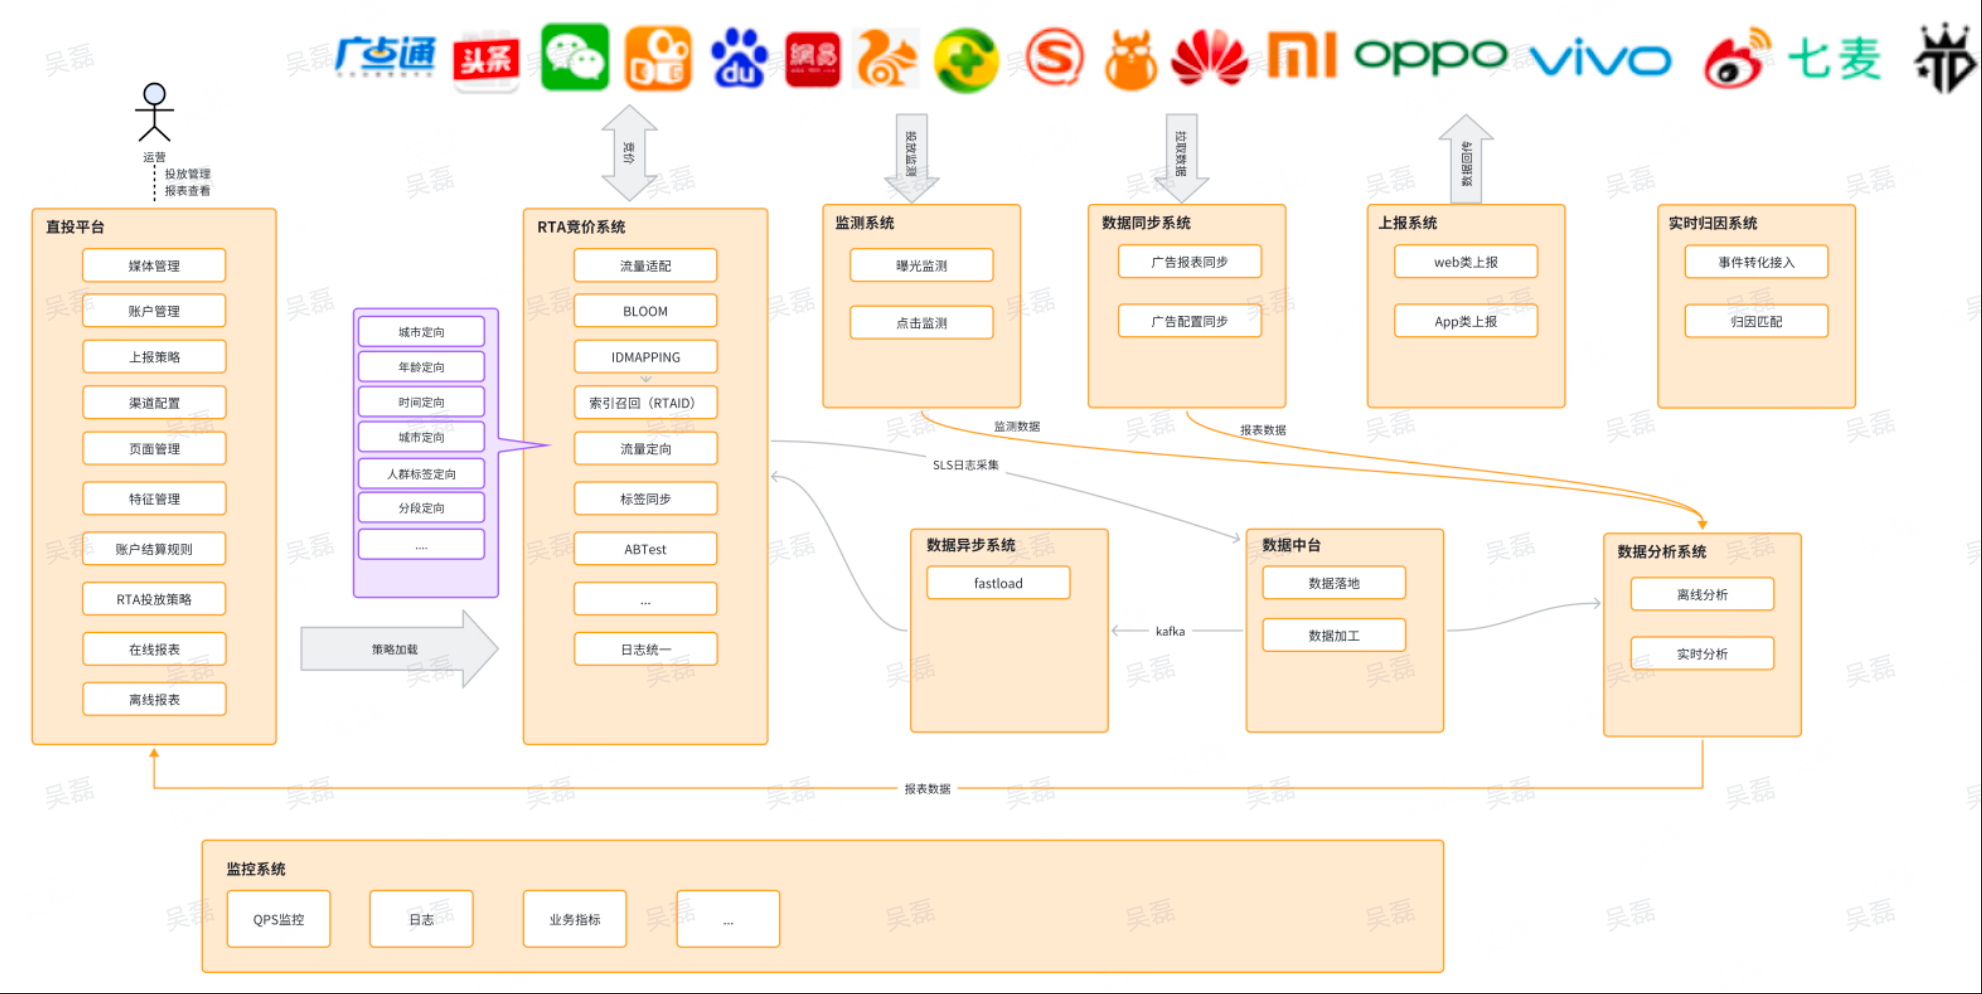 广点通
头条
du
網易
S
mi
oppo
vivo
七麦
运营
投放管理
报表查看
竞价
投放监测
拉取数据
数据回传
直投平台
媒体管理
账户管理
上报策略
渠道配置
页面管理
特征管理
账户结算规则
RTA投放策略
在线报表
离线报表
城市定向
年龄定向
时间定向
城市定向
人群标签定向
分段定向
....
策略加载
RTA竞价系统
流量适配
BLOOM
IDMAPPING
索引召回（RTAID）
流量定向
标签同步
ABTest
...
日志统一
监测系统
曝光监测
点击监测
数据同步系统
广告报表同步
广告配置同步
上报系统
web类上报
App类上报
实时归因系统
事件转化接入
归因匹配
监测数据
报表数据
SLS日志采集
数据异步系统
fastload
kafka
数据中台
数据落地
数据加工
数据分析系统
离线分析
实时分析
报表数据
监控系统
QPS监控
日志
业务指标
...
吴磊